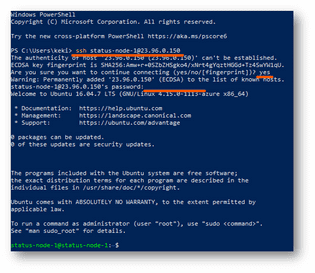 Windows PowerShell
Copyright (C) Microsoft Corporation. All rights reserved.
Try the new cross-platform PowerShell https://aka.ms/pscore6
PS C:\Users\keki> ssh status-node-1@23.96.0.150
The authenticity of host '23.96.0.150 (23.96.0.150)' can't be established.
ECDSA key fingerprint is
Are you sure you want to continue connecting (yes/no/[fingerprint])? yes
Warning: Permanently added '23.96.0.150' (ECDSA) to the list of known hosts.
status-node-1@23.96.0.150's password:
Welcome to Ubuntu 16.04.7 LTS (GNU/Linux 4.15.0-1113-azure x86_64)
* Documentation: https://help.ubuntu.com
* Management: https://landscape.canonical.com
* Support: https://ubuntu.com/advantage
0 packages can be updated.
0 of these updates are security updates.
The programs included with the Ubuntu system are free software;
the exact distribution terms for each program are described in the
individual files in /usr/share/doc/*/copyright.
Ubuntu comes with ABSOLUTELY NO WARRANTY, to the extent permitted by
applicable law.
To run a command as administrator (user "root"), use "sudo <command>".
See "man sudo_root" for details.
status-node-1@status-node-1:~$